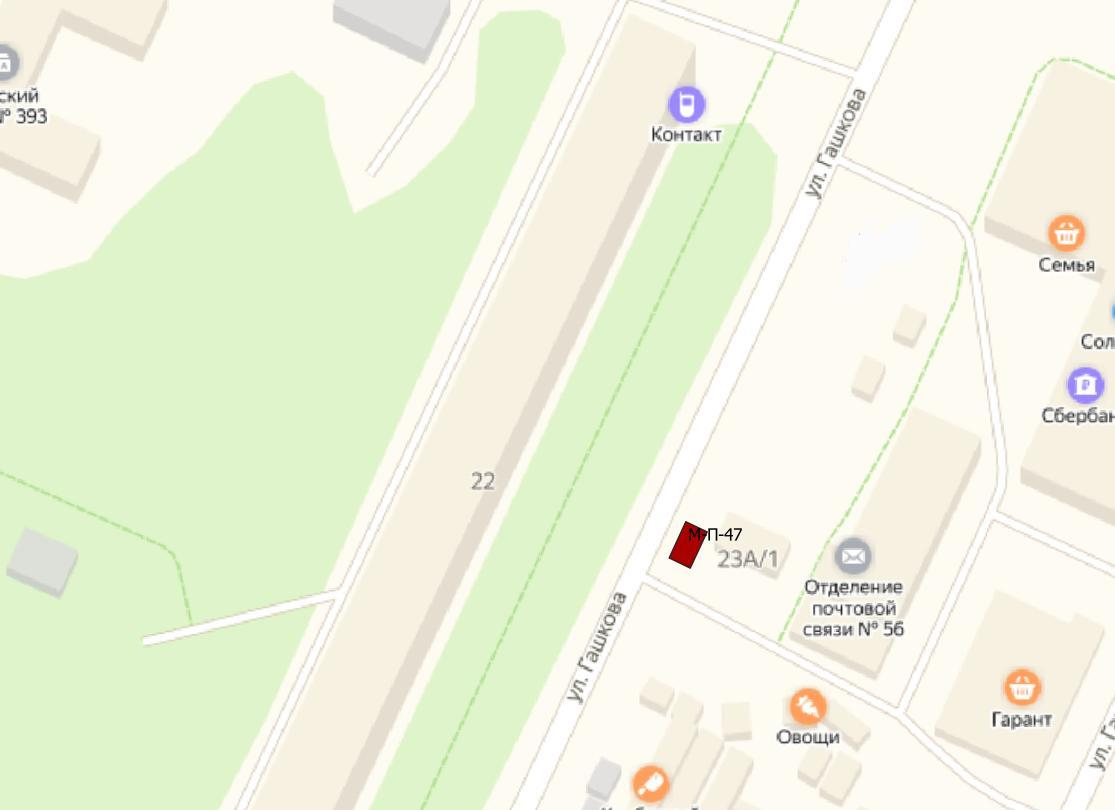 ский
№ 393
Контакт
ул. Гашкова
Семья
Сол
Сбербан
22
М-П-47
23А/1
Отделение
почтовой
связи № 56
ул. Гашкова
Гарант
Овощи